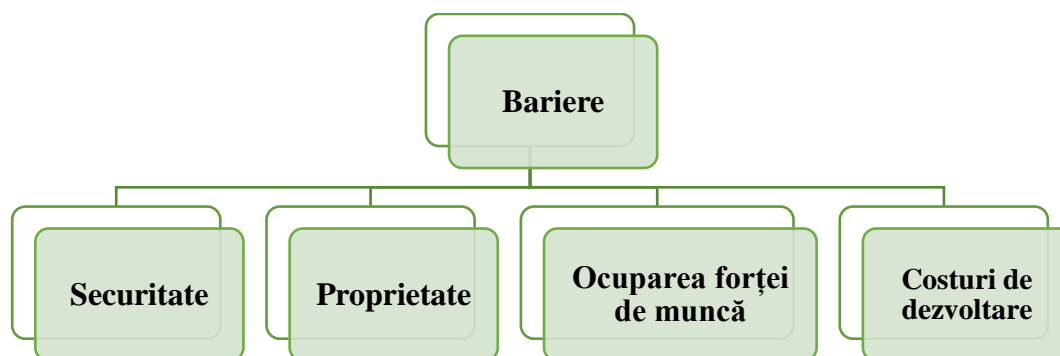 Bariere
Securitate
Proprietate
Ocuparea forței
de muncă
Costuri de
dezvoltare